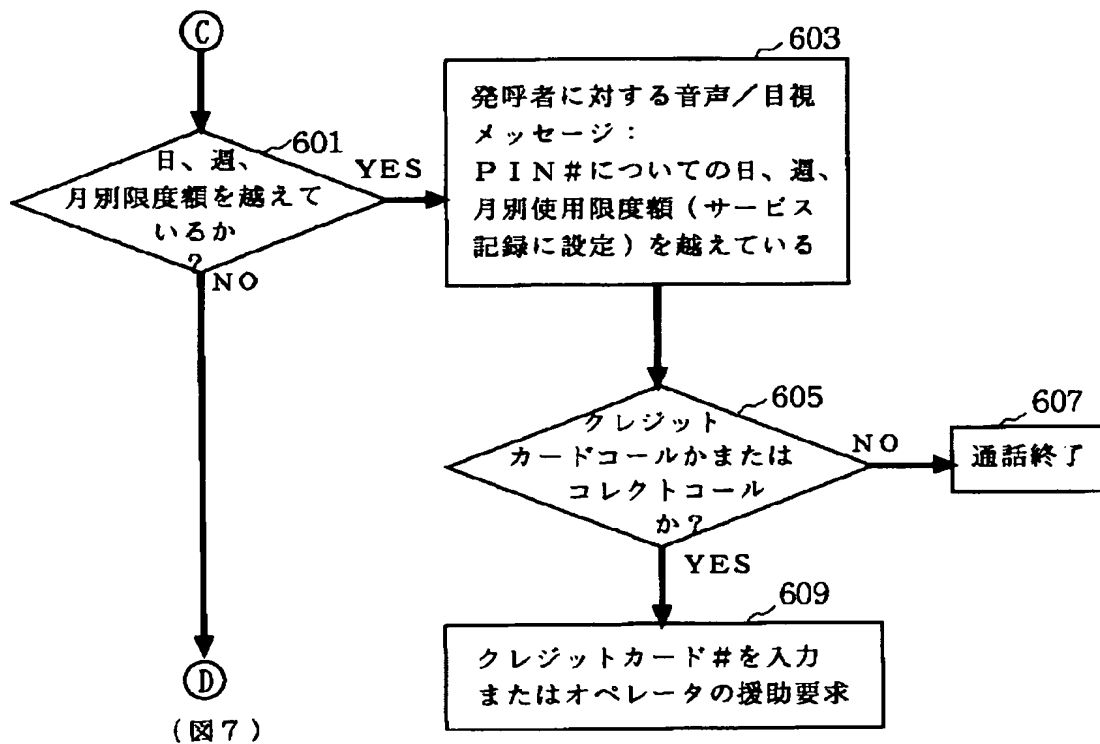 C
601
日、週、
月別限度額を越えて
いるか
?
YES
NO
603
発呼者に対する音声/目視
メッセージ:
PIN#についての日、週、
月別使用限度額(サービス
記録に設定)を越えている
605
クレジット
カードコールかまたは
コレクトコール
か?
NO
607
通話終了
YES
609
クレジットカード#を入力
またはオペレータの援助要求
D
(図7)